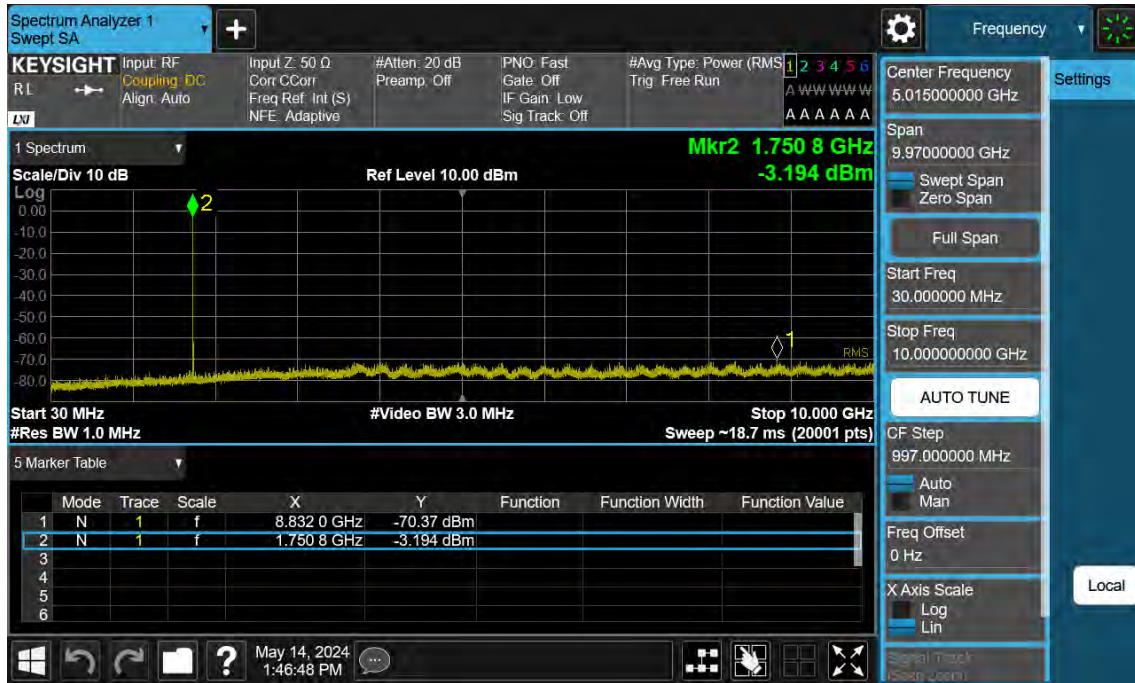 Spectrum Analyzer 1
Swept SA
+
Frequency
KEYSIGHT
RL
LXI
Input: RF
Coupling: DC
Align: Auto
Input Z: 50 Ω
Corr CCorr
Freq Ref: Int (S)
NFE: Adaptive
#Atten: 20 dB
Preamp: Off
PNO: Fast
Gate: Off
IF Gain: Low
Sig Track: Off
#Avg Type: Power (RMS
Trig: Free Run
1 2 3 4 5 6
A W W W W W
A A A A A A
Center Frequency
5.015000000 GHz
Settings
1 Spectrum
Mkr2 1.750 8 GHz
-3.194 dBm
Scale/Div 10 dB
Ref Level 10.00 dBm
Log
0.00
-10.0
-20.0
-30.0
-40.0
-50.0
-60.0
-70.0
-80.0
2
1
RMS
Start 30 MHz
#Video BW 3.0 MHz
Stop 10.000 GHz
#Res BW 1.0 MHz
Sweep ~18.7 ms (20001 pts)
Span
9.97000000 GHz
Swept Span
Zero Span
Full Span
Start Freq
30.000000 MHz
Stop Freq
10.000000000 GHz
AUTO TUNE
CF Step
997.000000 MHz
Auto
Man
Freq Offset
0 Hz
X Axis Scale
Log
Lin
Signal Track
(Span Zoom)
Local
5 Marker Table
Mode Trace Scale X Y Function Function Width Function Value
1 N 1 f 8.832 0 GHz -70.37 dBm
2 N 1 f 1.750 8 GHz -3.194 dBm
3
4
5
6
?
May 14, 2024
1:46:48 PM